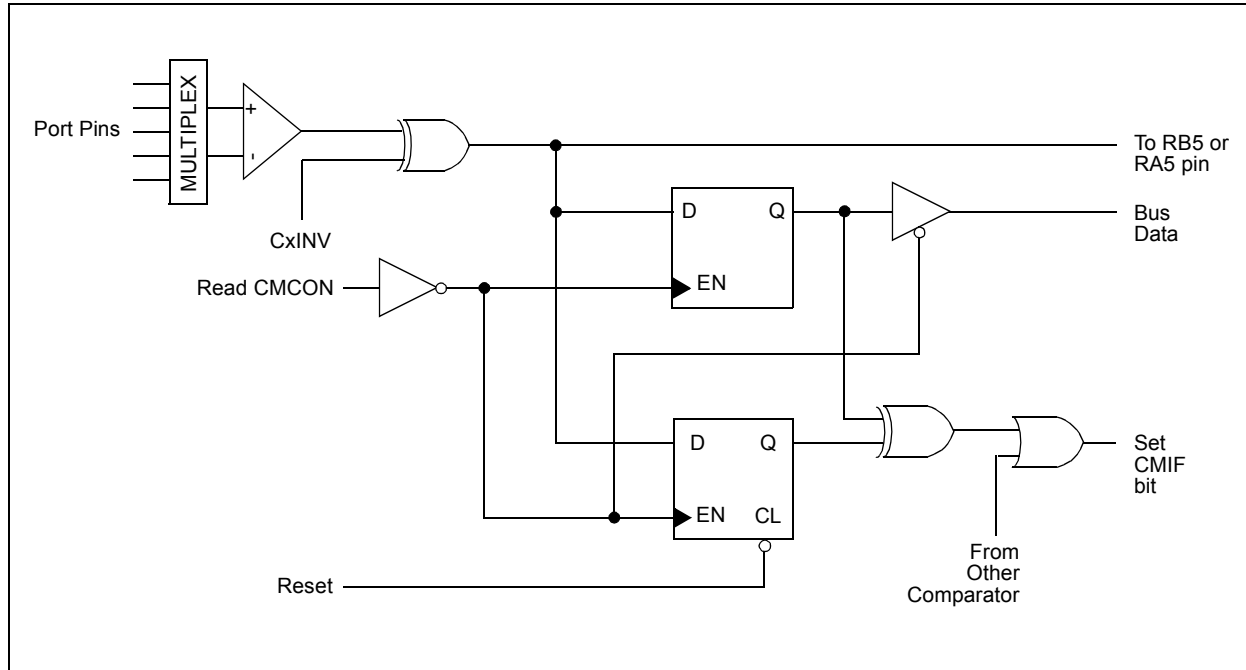 MULTIPLEX
Port Pins
+
-
To RB5 or
RA5 pin
CxINV
D
Q
Bus
Data
Read CMCON
EN
D
Q
Set
CMIF
bit
EN
CL
From
Other
Comparator
Reset